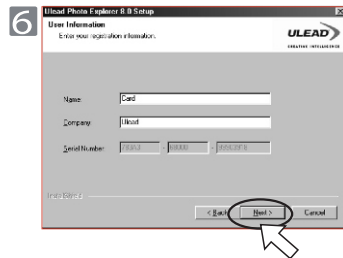 6
Ulead Photo Explorer 8.0 Setup
User Information
Enter your registration information.
ULEAD
CREATIVE INTELLIGENCE
Name:
Card
Company:
Ulead
Serial Number:
InstallShield
< Back
Next >
Cancel